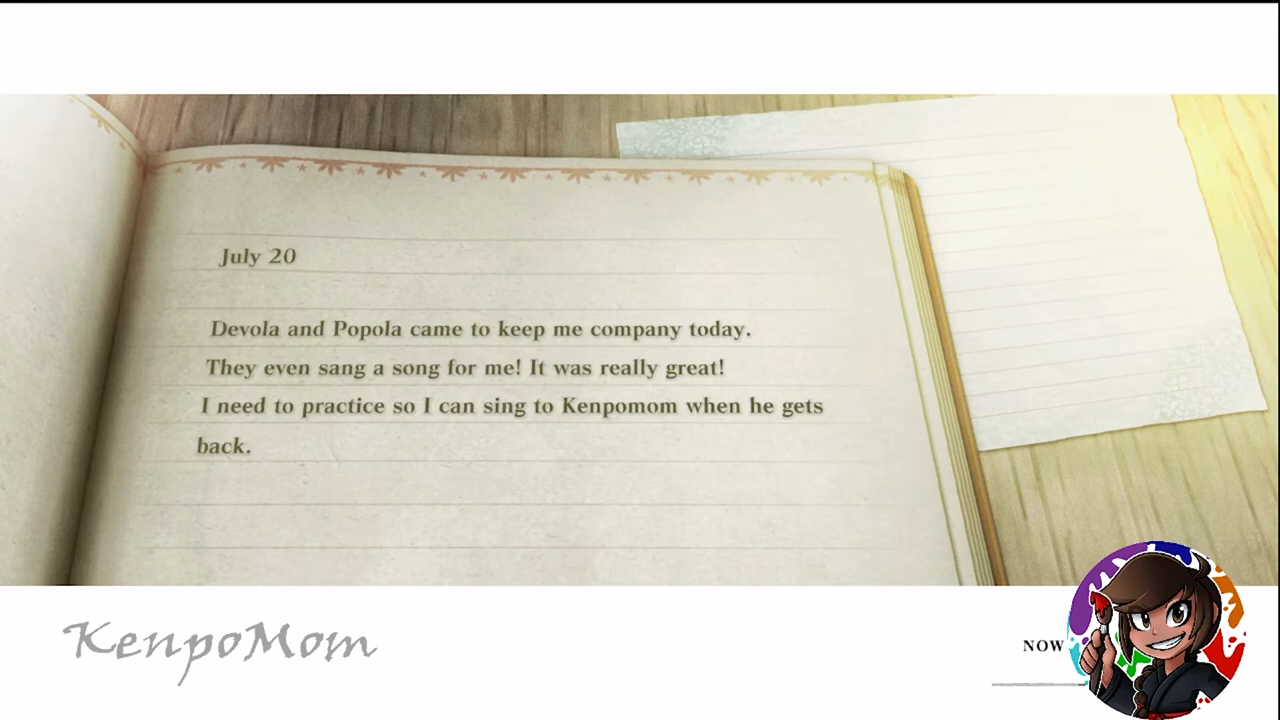 July 20
Devola and Popola came to keep me company today.
They even sang a song for me! It was really great!
I need to practice so I can sing to Kenpomom when he gets
back.
KenpoMom
NOW